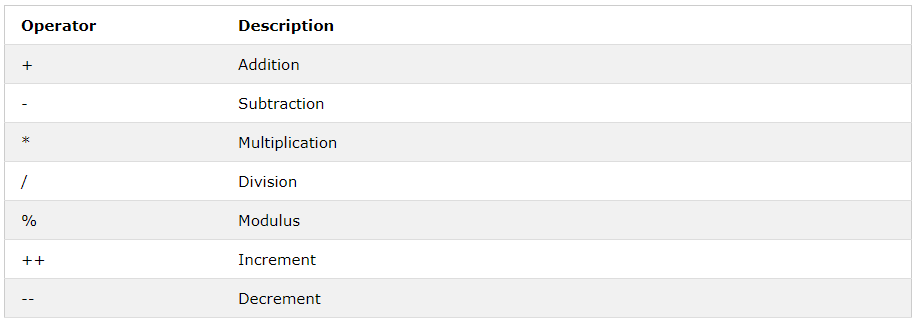 Operator Description
+ Addition
- Subtraction
* Multiplication
/ Division
% Modulus
++ Increment
-- Decrement